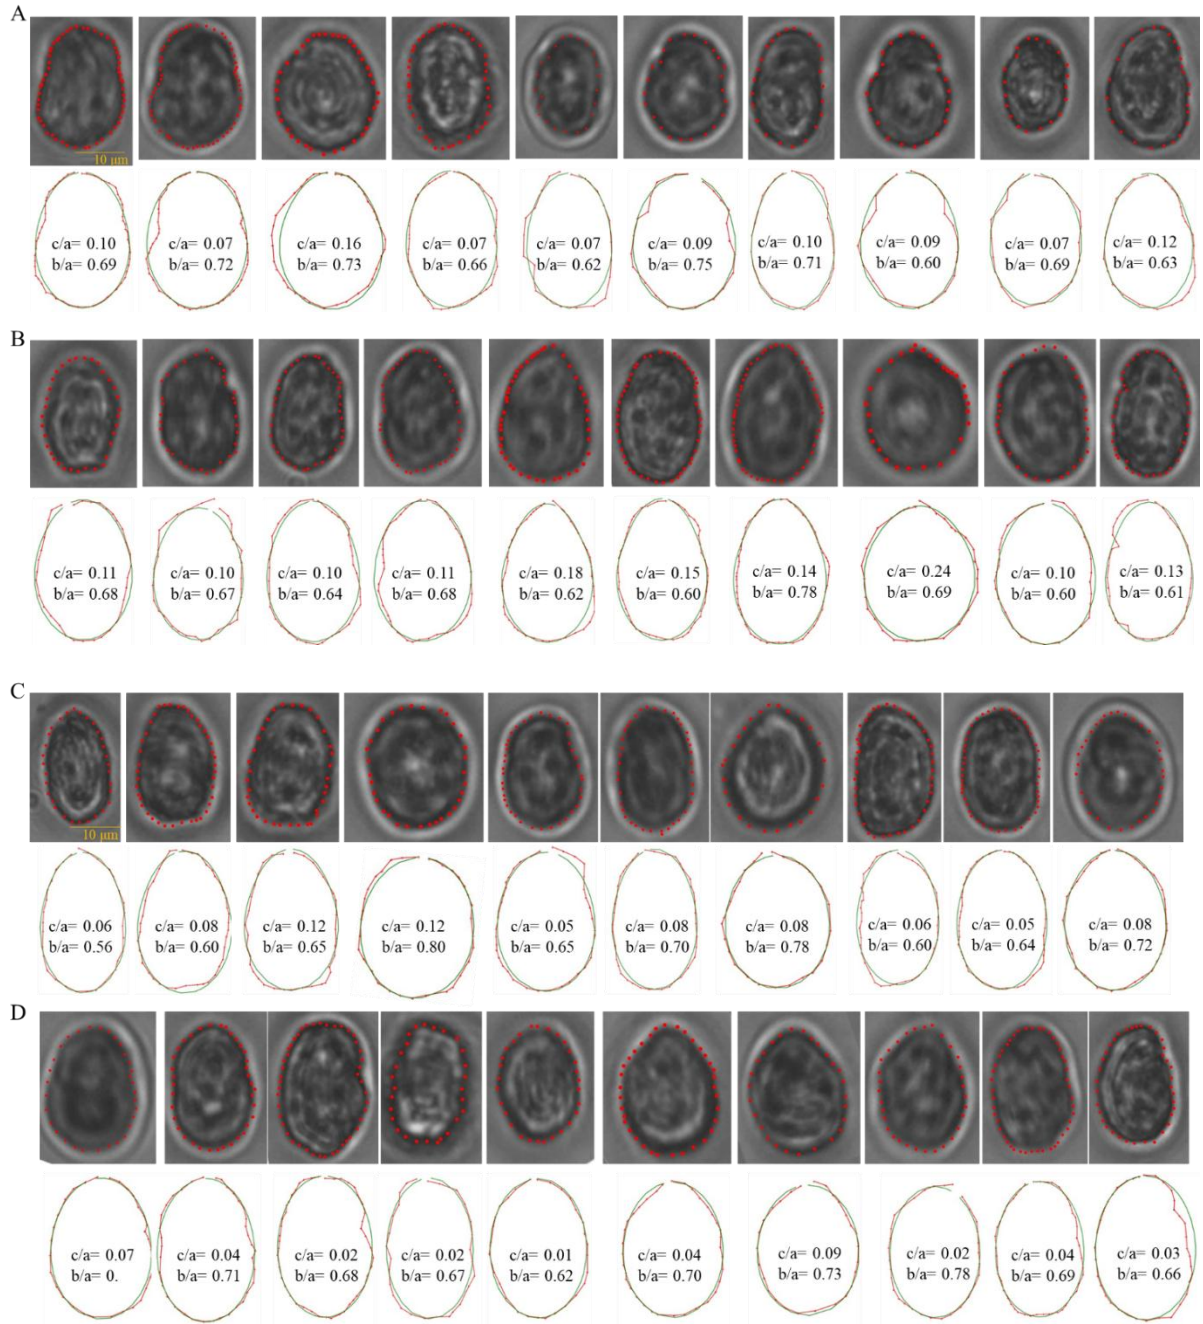 A
10 µm
c/a= 0.10
b/a= 0.69
c/a= 0.07
b/a= 0.72
c/a= 0.16
b/a= 0.73
c/a= 0.07
b/a= 0.66
c/a= 0.07
b/a= 0.62
c/a= 0.09
b/a= 0.75
c/a= 0.10
b/a= 0.71
c/a= 0.09
b/a= 0.60
c/a= 0.07
b/a= 0.69
c/a= 0.12
b/a= 0.63
B
c/a= 0.11
b/a= 0.68
c/a= 0.10
b/a= 0.67
c/a= 0.10
b/a= 0.64
c/a= 0.11
b/a= 0.68
c/a= 0.18
b/a= 0.62
c/a= 0.15
b/a= 0.60
c/a= 0.14
b/a= 0.78
c/a= 0.24
b/a= 0.69
c/a= 0.10
b/a= 0.60
c/a= 0.13
b/a= 0.61
C
10 µm
c/a= 0.06
b/a= 0.56
c/a= 0.08
b/a= 0.60
c/a= 0.12
b/a= 0.65
c/a= 0.12
b/a= 0.80
c/a= 0.05
b/a= 0.65
c/a= 0.08
b/a= 0.70
c/a= 0.08
b/a= 0.78
c/a= 0.06
b/a= 0.60
c/a= 0.05
b/a= 0.64
c/a= 0.08
b/a= 0.72
D
c/a= 0.07
b/a= 0.
c/a= 0.04
b/a= 0.71
c/a= 0.02
b/a= 0.68
c/a= 0.02
b/a= 0.67
c/a= 0.01
b/a= 0.62
c/a= 0.04
b/a= 0.70
c/a= 0.09
b/a= 0.73
c/a= 0.02
b/a= 0.78
c/a= 0.04
b/a= 0.69
c/a= 0.03
b/a= 0.66